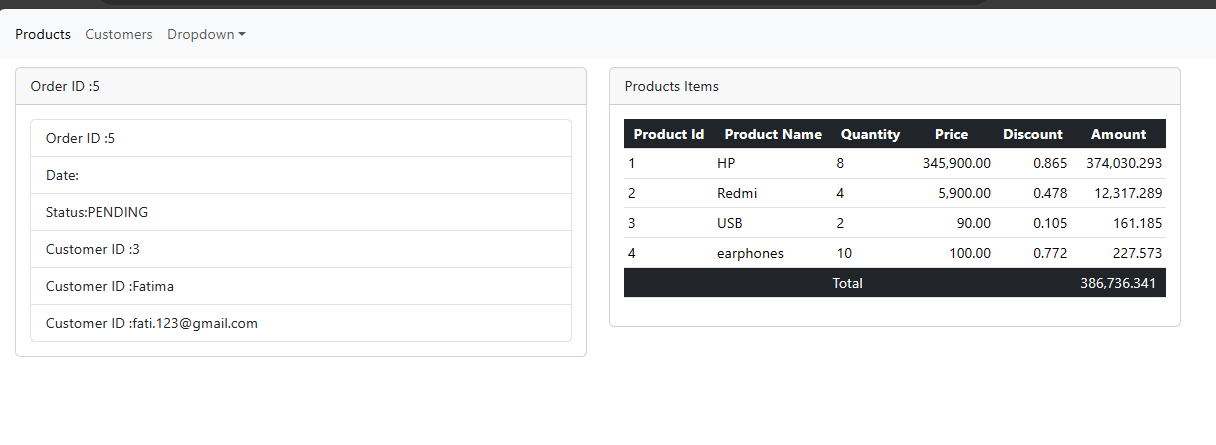 Products Customers Dropdown
Order ID :5
Order ID :5
Date:
Status:PENDING
Customer ID :3
Customer ID :Fatima
Customer ID :fati.123@gmail.com
Products Items
Product Id Product Name Quantity Price Discount Amount
1 HP 8 345,900.00 0.865 374,030.293
2 Redmi 4 5,900.00 0.478 12,317.289
3 USB 2 90.00 0.105 161.185
4 earphones 10 100.00 0.772 227.573
Total 386,736.341